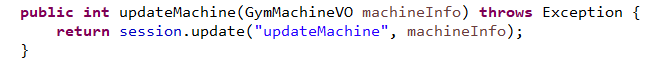 public int updateMachine(GymMachineVO machineInfo) throws Exception {
    return session.update("updateMachine", machineInfo);
}